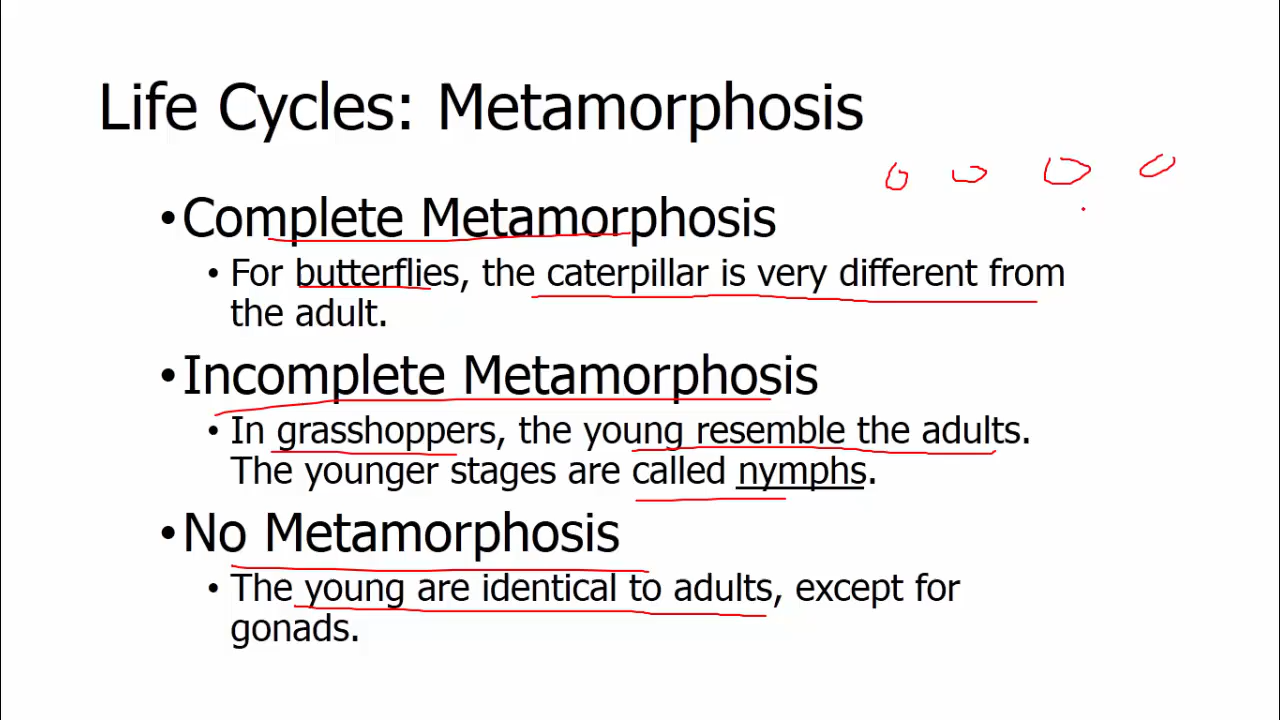 Life Cycles: Metamorphosis
•Complete Metamorphosis
• For butterflies, the caterpillar is very different from
the adult.
•Incomplete Metamorphosis
• In grasshoppers, the young resemble the adults.
The younger stages are called nymphs.
•No Metamorphosis
• The young are identical to adults, except for
gonads.